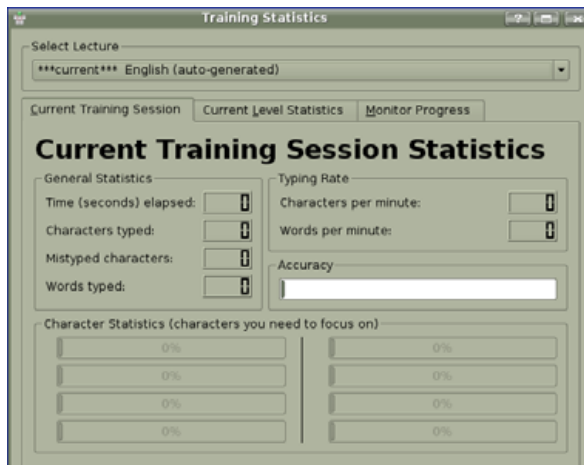 Training Statistics
Select Lecture
***current*** English (auto-generated)
Current Training Session Current Level Statistics Monitor Progress
Current Training Session Statistics
General Statistics
Time (seconds) elapsed: 0
Characters typed: 0
Mistyped characters: 0
Words typed: 0
Typing Rate
Characters per minute: 0
Words per minute: 0
Accuracy
Character Statistics (characters you need to focus on)
0% 0%
0% 0%
0% 0%
0% 0%